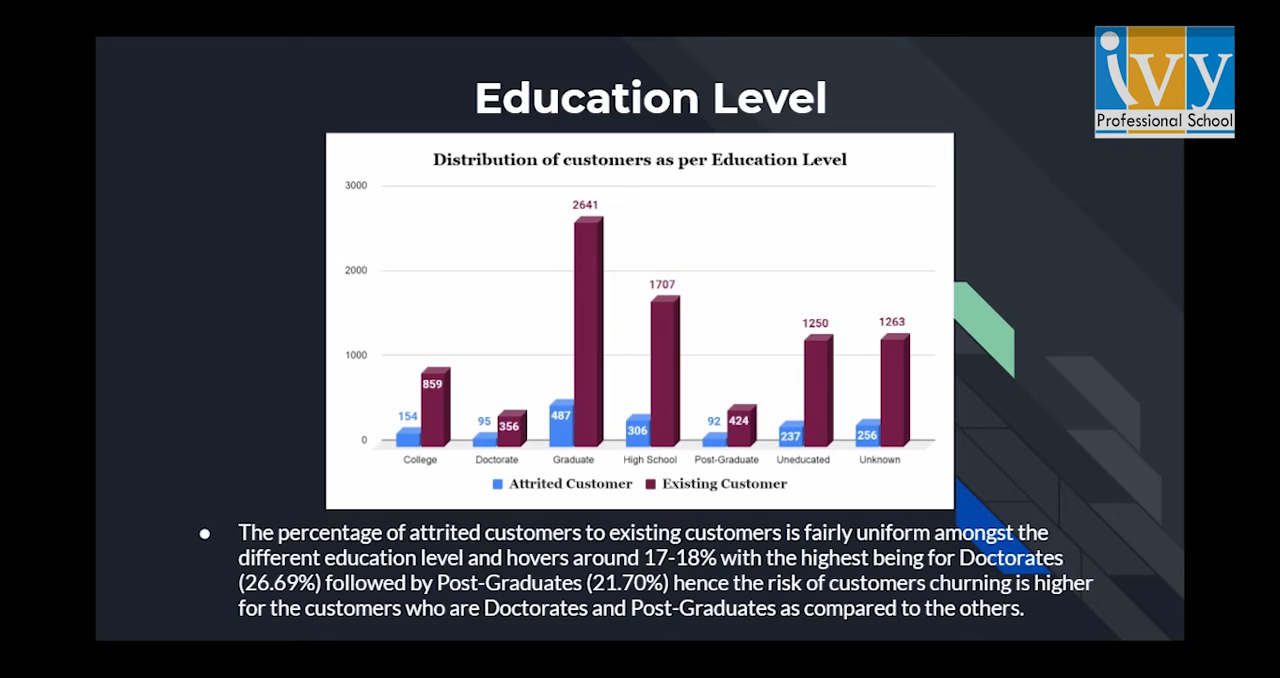 ivy
Professional School
Education Level
Distribution of customers as per Education Level
3000
2000
1000
0
154
859
95
356
487
2641
306
1707
92
424
237
1250
256
1263
College
Doctorate
Graduate
High School
Post-Graduate
Uneducated
Unknown
Attrited Customer
Existing Customer
● The percentage of attrited customers to existing customers is fairly uniform amongst the
different education level and hovers around 17-18% with the highest being for Doctorates
(26.69%) followed by Post-Graduates (21.70%) hence the risk of customers churning is higher
for the customers who are Doctorates and Post-Graduates as compared to the others.